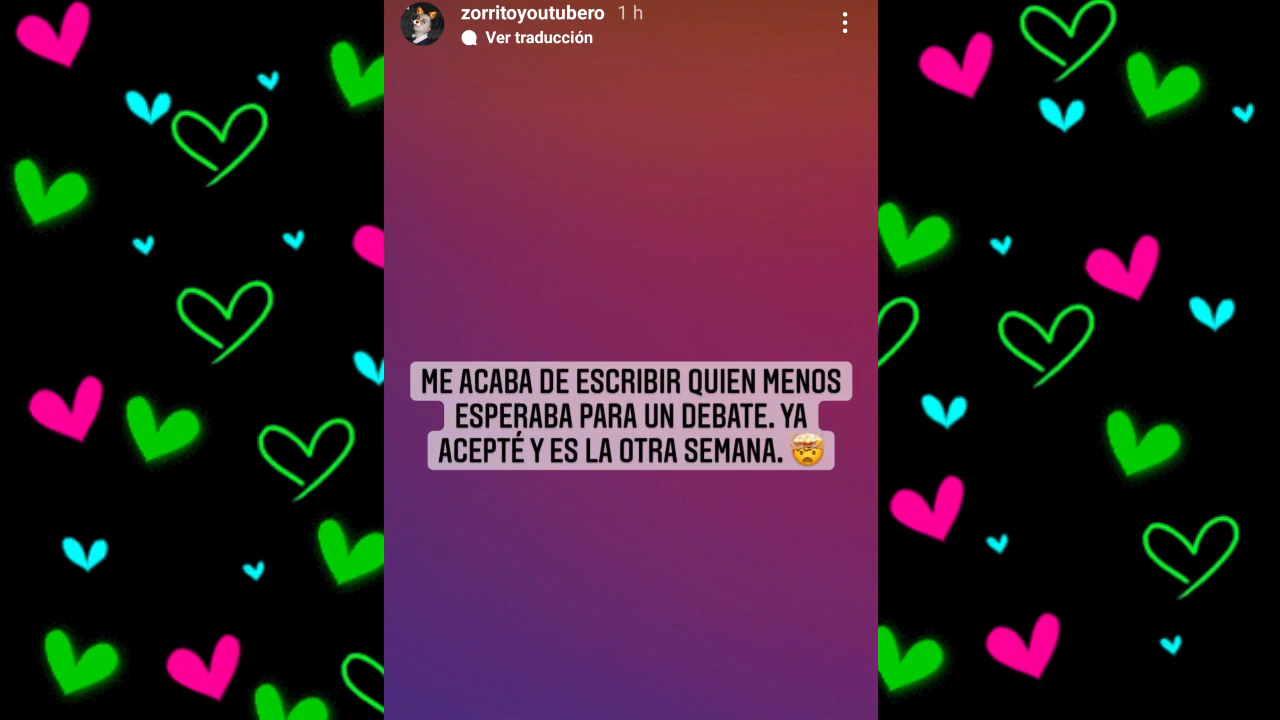 zorritoyoutubero 1 h
Ver traducción
ME ACABA DE ESCRIBIR QUIEN MENOS
ESPERABA PARA UN DEBATE. YA
ACEPTÉ Y ES LA OTRA SEMANA. 🤯